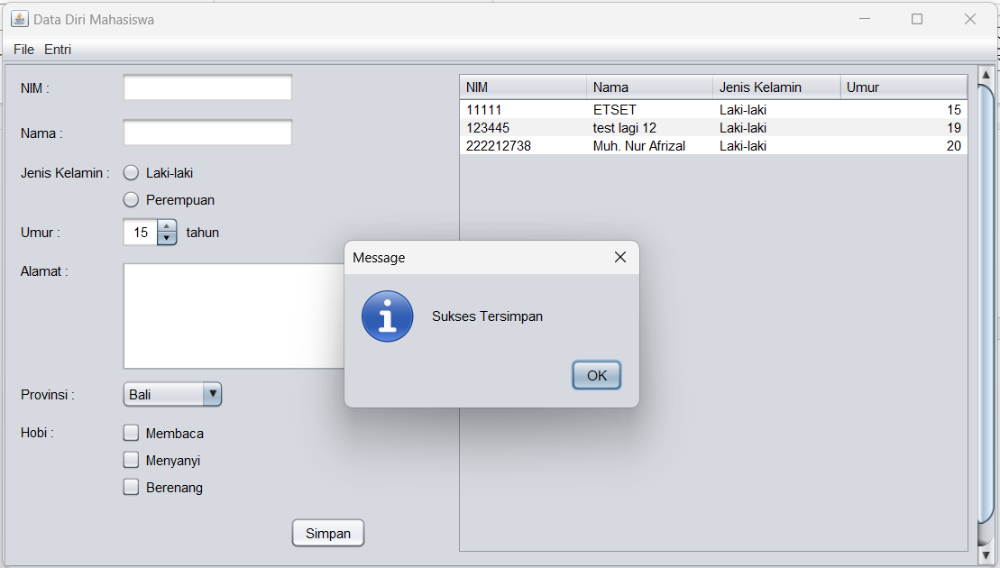 Data Diri Mahasiswa
File Entri
NIM :
Nama :
Jenis Kelamin : Laki-laki
Perempuan
Umur : 15 tahun
Alamat :
Provinsi : Bali
Hobi : Membaca
Menyanyi
Berenang
Simpan
NIM Nama Jenis Kelamin Umur
11111 ETSET Laki-laki 15
123445 test lagi 12 Laki-laki 19
222212738 Muh. Nur Afrizal Laki-laki 20
Message
Sukses Tersimpan
OK